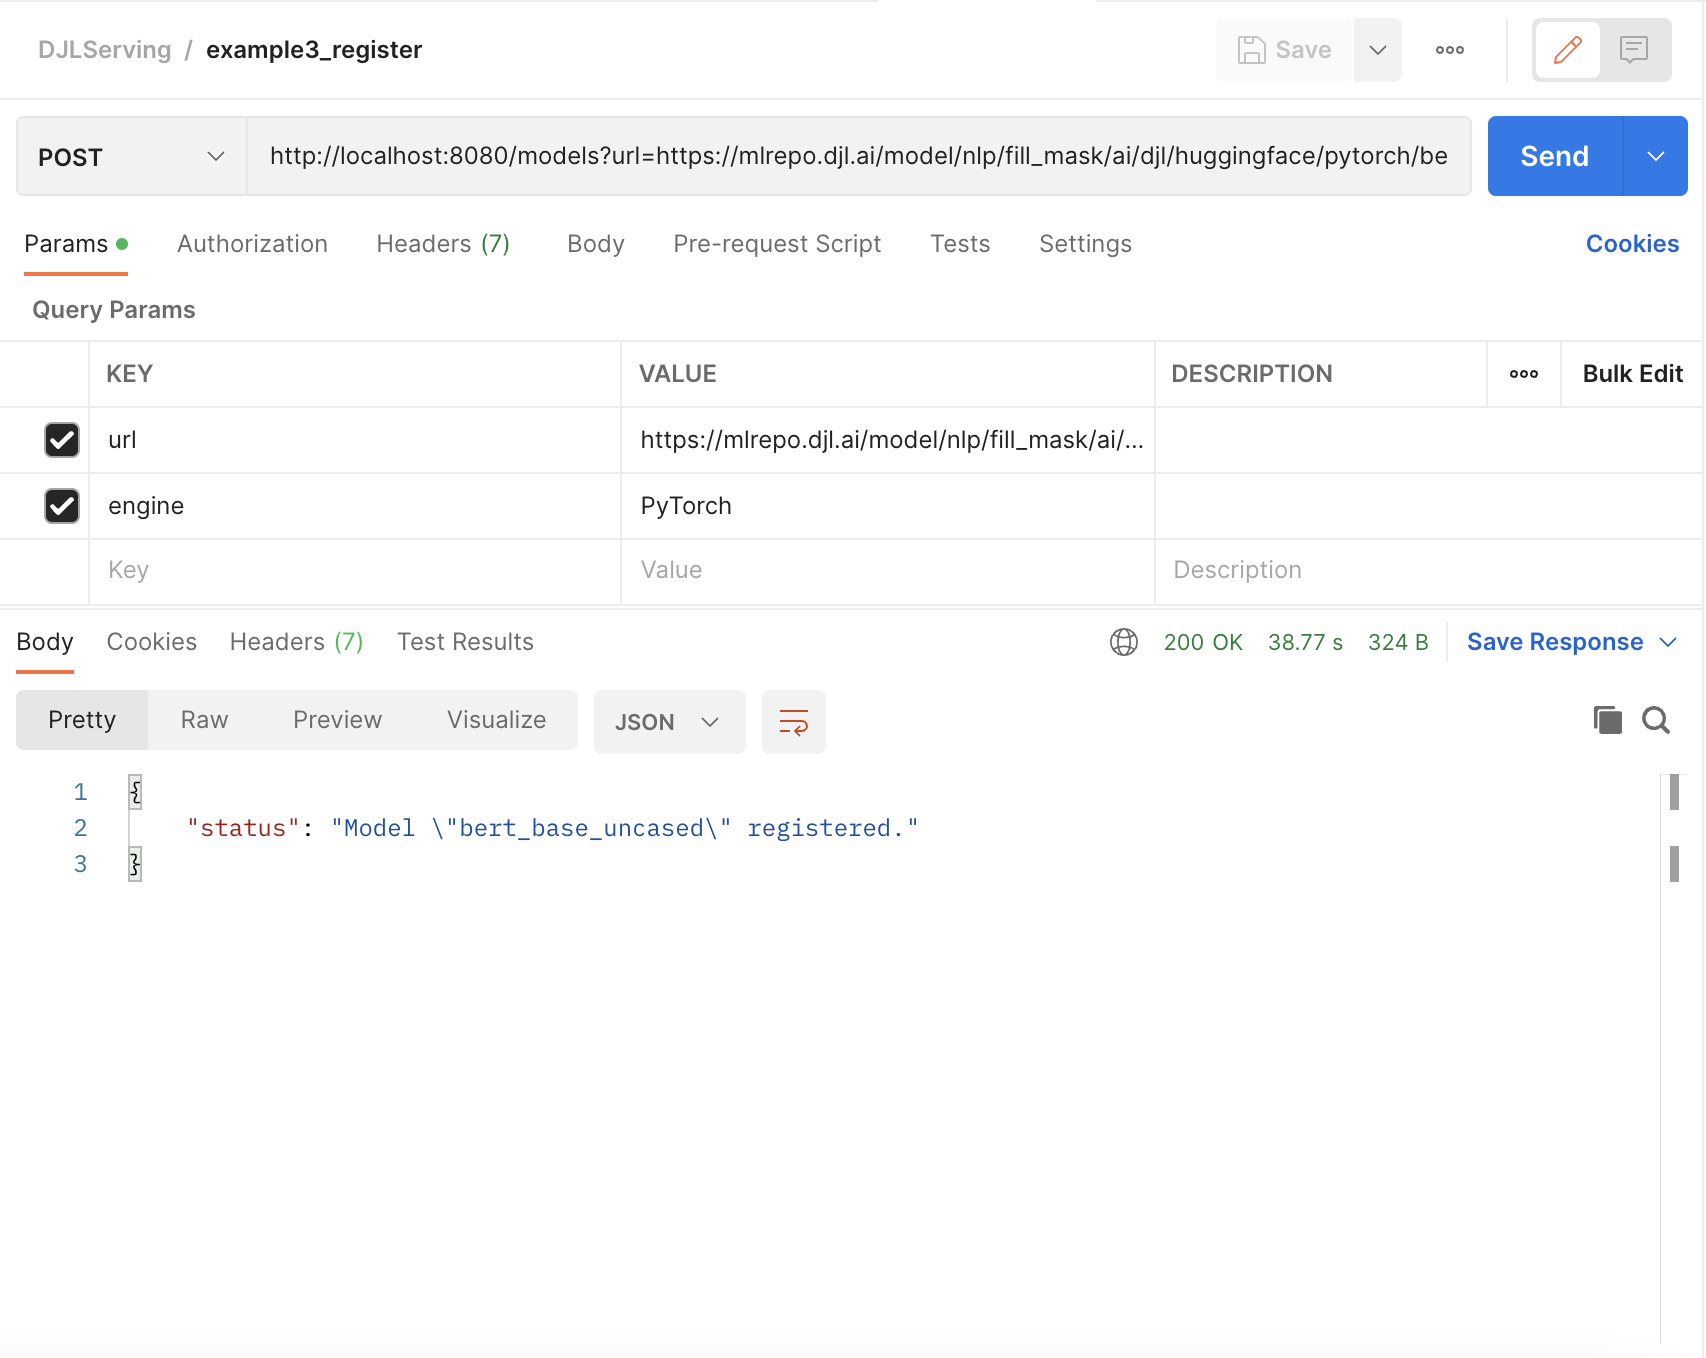 DJLServing / example3_register
Save
POST
http://localhost:8080/models?url=https://mlrepo.djl.ai/model/nlp/fill_mask/ai/djl/huggingface/pytorch/be
Send
Params Authorization Headers (7) Body Pre-request Script Tests Settings Cookies
Query Params
KEY VALUE DESCRIPTION ooo Bulk Edit
url https://mlrepo.djl.ai/model/nlp/fill_mask/ai/...
engine PyTorch
Key Value Description
Body Cookies Headers (7) Test Results 200 OK 38.77 s 324 B Save Response
Pretty Raw Preview Visualize JSON
1 {
2 "status": "Model \"bert_base_uncased\" registered."
3 }